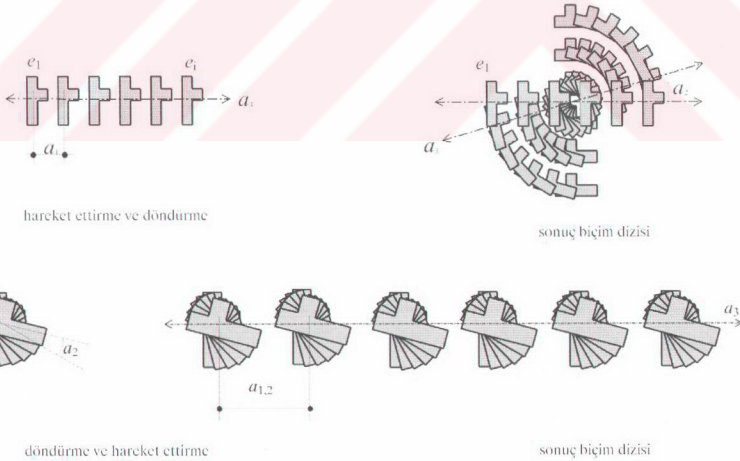 e₁ e₁
a₁
a₁
hareket ettirme ve döndürme
e₁
a₂
a₁
sonuç biçim dizisi
a₂
a₃
a₁,₂
döndürme ve hareket ettirme
sonuç biçim dizisi